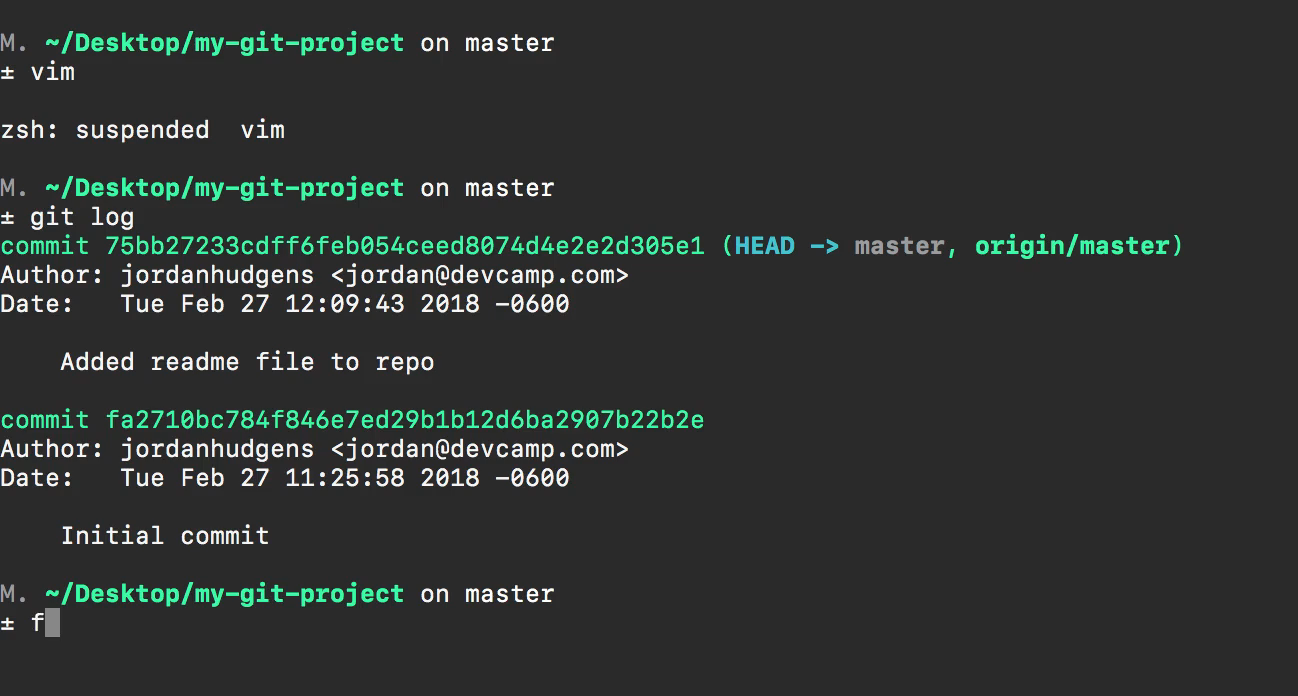 M. ~/Desktop/my-git-project on master
± vim
zsh: suspended  vim
M. ~/Desktop/my-git-project on master
± git log
commit 75bb27233cdff6feb054ceed8074d4e2e2d305e1 (HEAD -> master, origin/master)
Author: jordanhudgens <jordan@devcamp.com>
Date:   Tue Feb 27 12:09:43 2018 -0600
    Added readme file to repo
commit fa2710bc784f846e7ed29b1b12d6ba2907b22b2e
Author: jordanhudgens <jordan@devcamp.com>
Date:   Tue Feb 27 11:25:58 2018 -0600
    Initial commit
M. ~/Desktop/my-git-project on master
± f